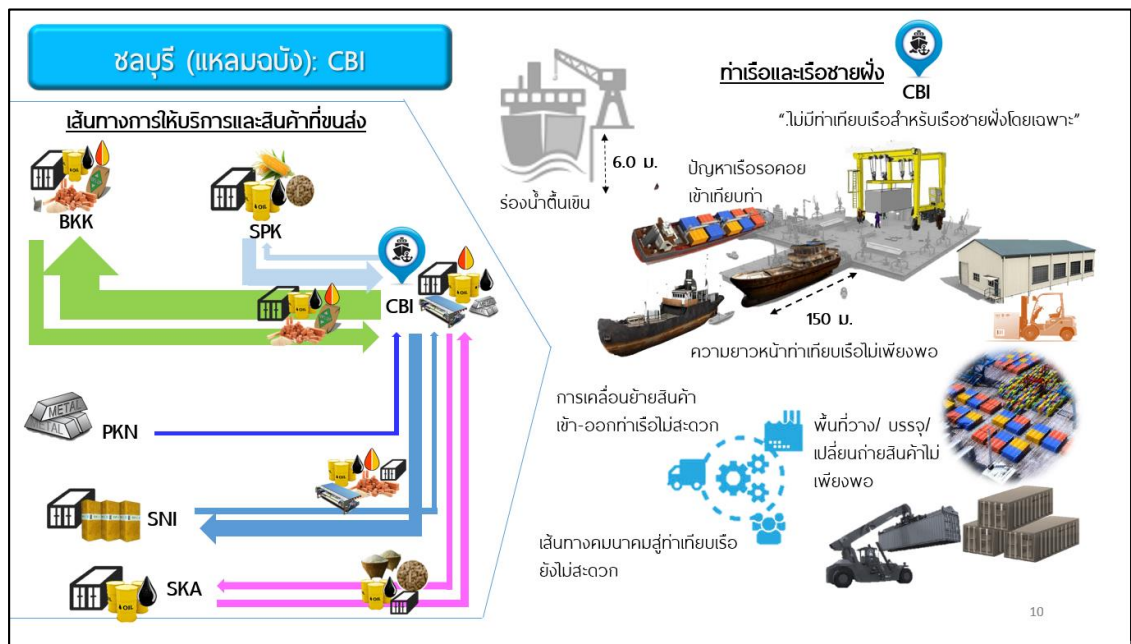 ชลบุรี (แหลมฉบัง): CBI
เส้นทางการให้บริการและสินค้าที่ขนส่ง
BKK
SPK
CBI
PKN
SNI
SKA
OIL
OIL
OIL
OIL
OIL
OIL
OIL
METAL
METAL
ท่าเรือและเรือชายฝั่ง
CBI
“.ไม่มีท่าเทียบเรือสำหรับเรือชายฝั่งโดยเฉพาะ”
6.0 ม.
ร่องน้ำตื้นเขิน
ปัญหาเรือรอคอย
เข้าเทียบท่า
150 ม.
ความยาวหน้าท่าเทียบเรือไม่เพียงพอ
การเคลื่อนย้ายสินค้า
เข้า-ออกท่าเรือไม่สะดวก
พื้นที่วาง/ บรรจุ/
เปลี่ยนถ่ายสินค้าไม่
เพียงพอ
เส้นทางคมนาคมสู่ท่าเทียบเรือ
ยังไม่สะดวก
10